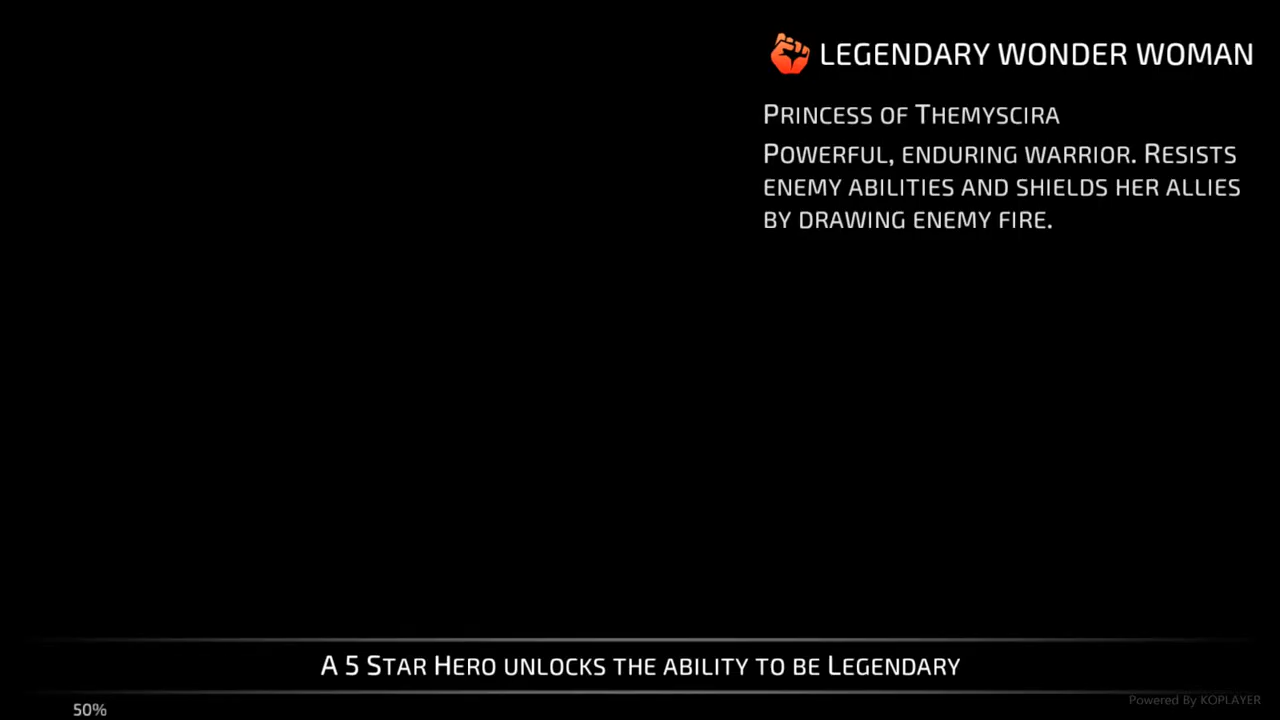 LEGENDARY WONDER WOMAN
PRINCESS OF THEMYSCIRA
POWERFUL, ENDURING WARRIOR. RESISTS
ENEMY ABILITIES AND SHIELDS HER ALLIES
BY DRAWING ENEMY FIRE.
A 5 STAR HERO UNLOCKS THE ABILITY TO BE LEGENDARY
Powered By KOPLAYER
50%